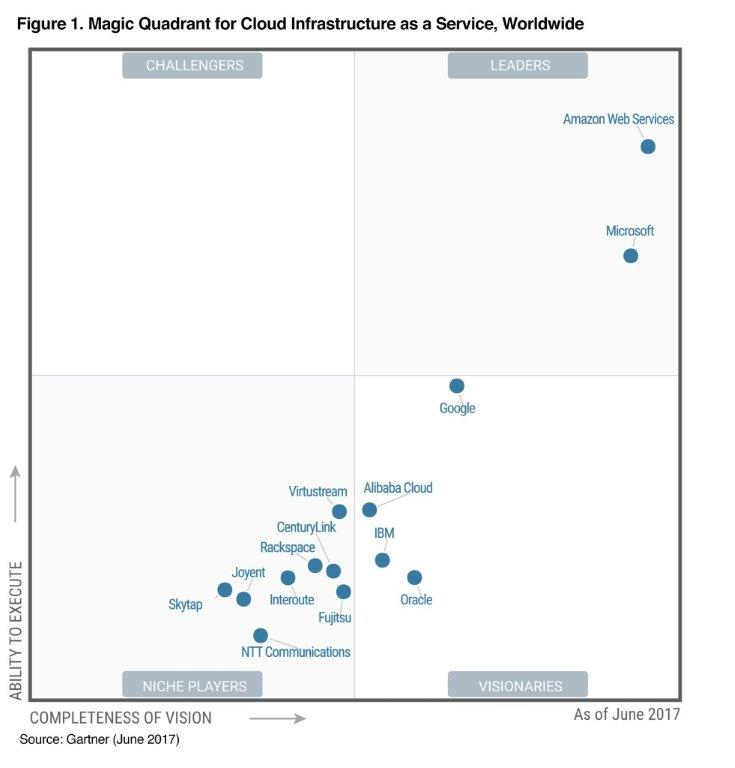 Figure 1. Magic Quadrant for Cloud Infrastructure as a Service, Worldwide
CHALLENGERS
LEADERS
Amazon Web Services
Microsoft
Google
Virtustream
Alibaba Cloud
CenturyLink
IBM
Rackspace
Joyent
Skytap
Interoute
Oracle
Fujitsu
NTT Communications
NICHE PLAYERS
VISIONARIES
ABILITY TO EXECUTE
COMPLETENESS OF VISION
As of June 2017
Source: Gartner (June 2017)